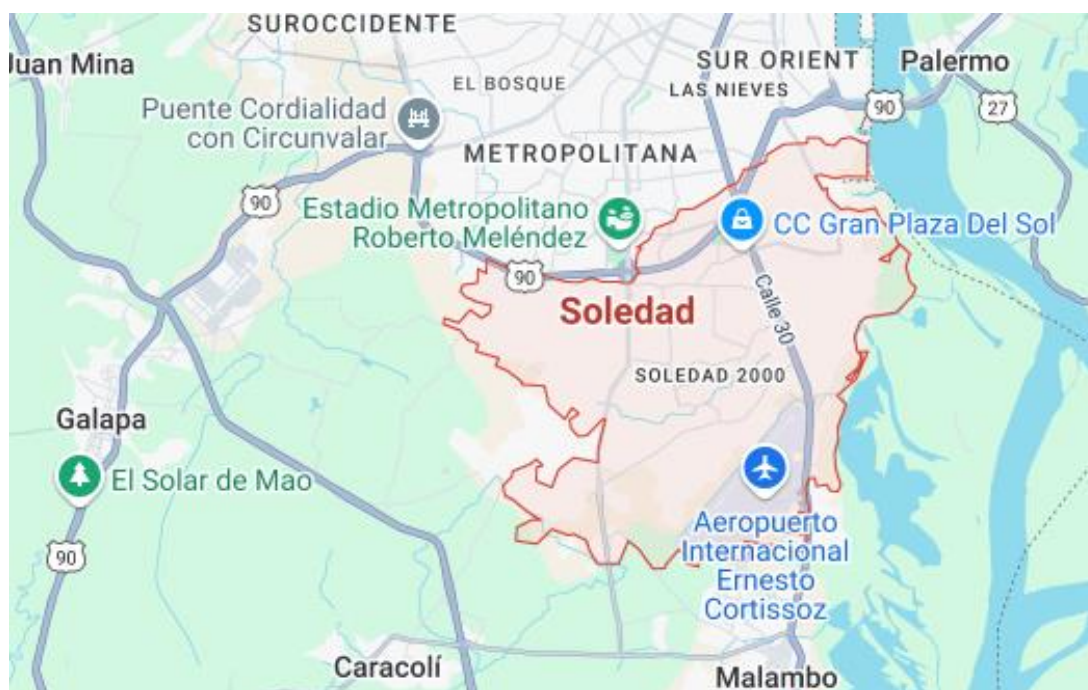 SUROCCIDENTE
Juan Mina
SUR ORIENT
Palermo
EL BOSQUE
LAS NIEVES
90
27
Puente Cordialidad
con Circunvalar
METROPOLITANA
90
Estadio Metropolitano
Roberto Meléndez
CC Gran Plaza Del Sol
90
Soledad
Calle 30
SOLEDAD 2000
Galapa
El Solar de Mao
90
Aeropuerto
Internacional
Ernesto
Cortissoz
Caracolí
Malambo